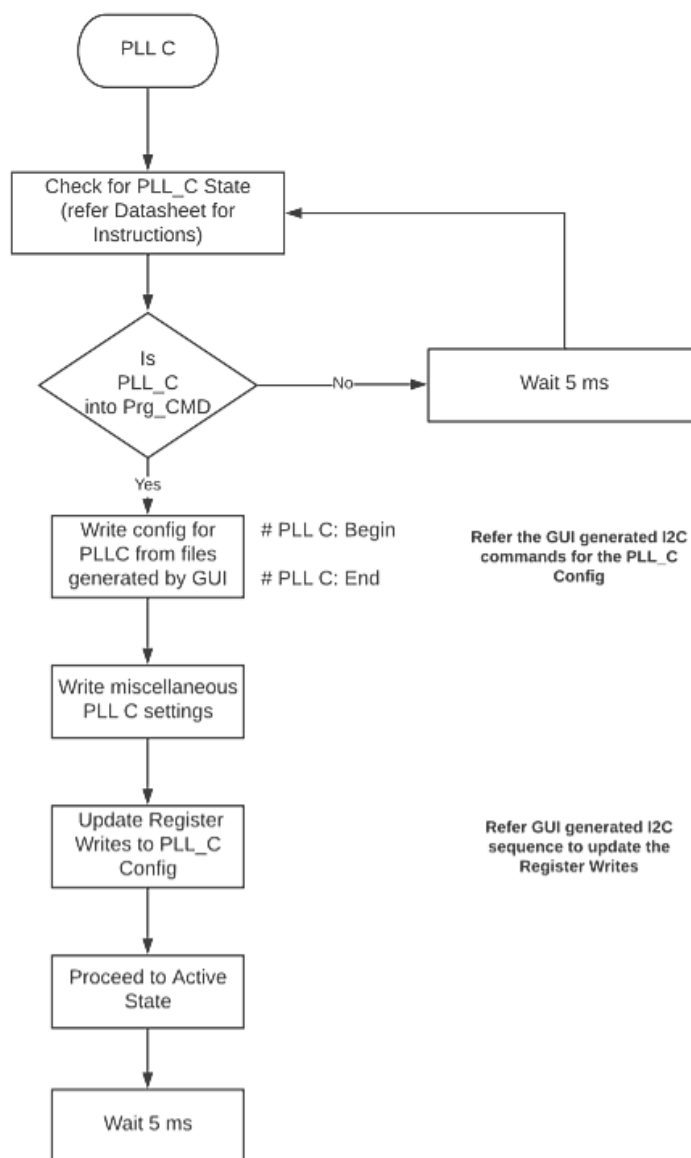 PLL C
Check for PLL_C State
(refer Datasheet for
Instructions)
Is
PLL_C
into Prg_CMD
No
Wait 5 ms
Yes
Write config for
PLLC from files
generated by GUI
# PLL C: Begin
# PLL C: End
Refer the GUI generated I2C
commands for the PLL_C
Config
Write miscellaneous
PLL C settings
Update Register
Writes to PLL_C
Config
Refer GUI generated I2C
sequence to update the
Register Writes
Proceed to Active
State
Wait 5 ms